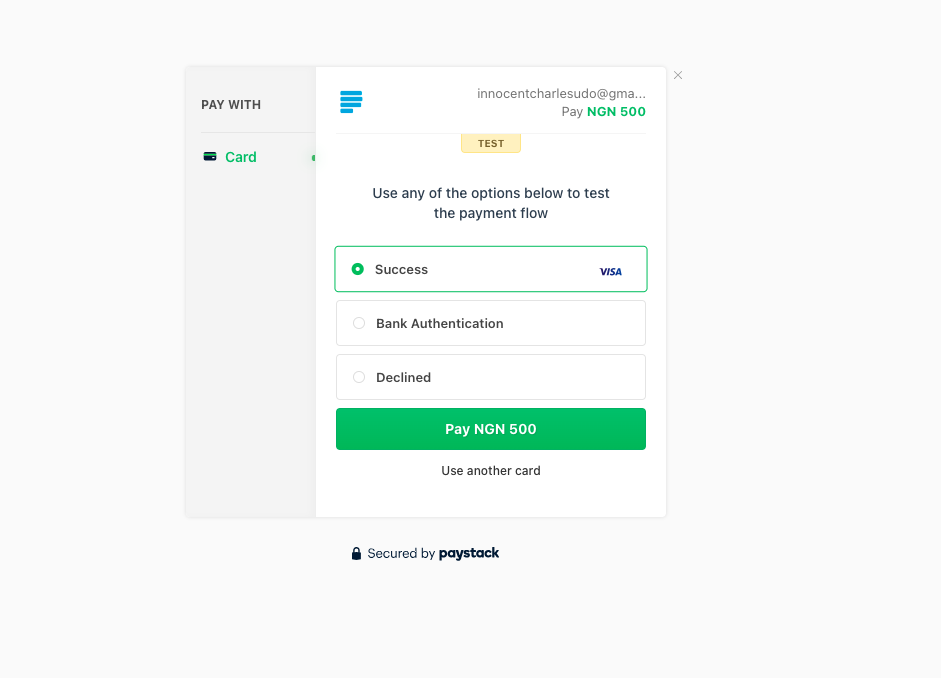 PAY WITH
Card
innocentcharlesudo@gma...
Pay NGN 500
TEST
Use any of the options below to test
the payment flow
Success
VISA
Bank Authentication
Declined
Pay NGN 500
Use another card
Secured by paystack